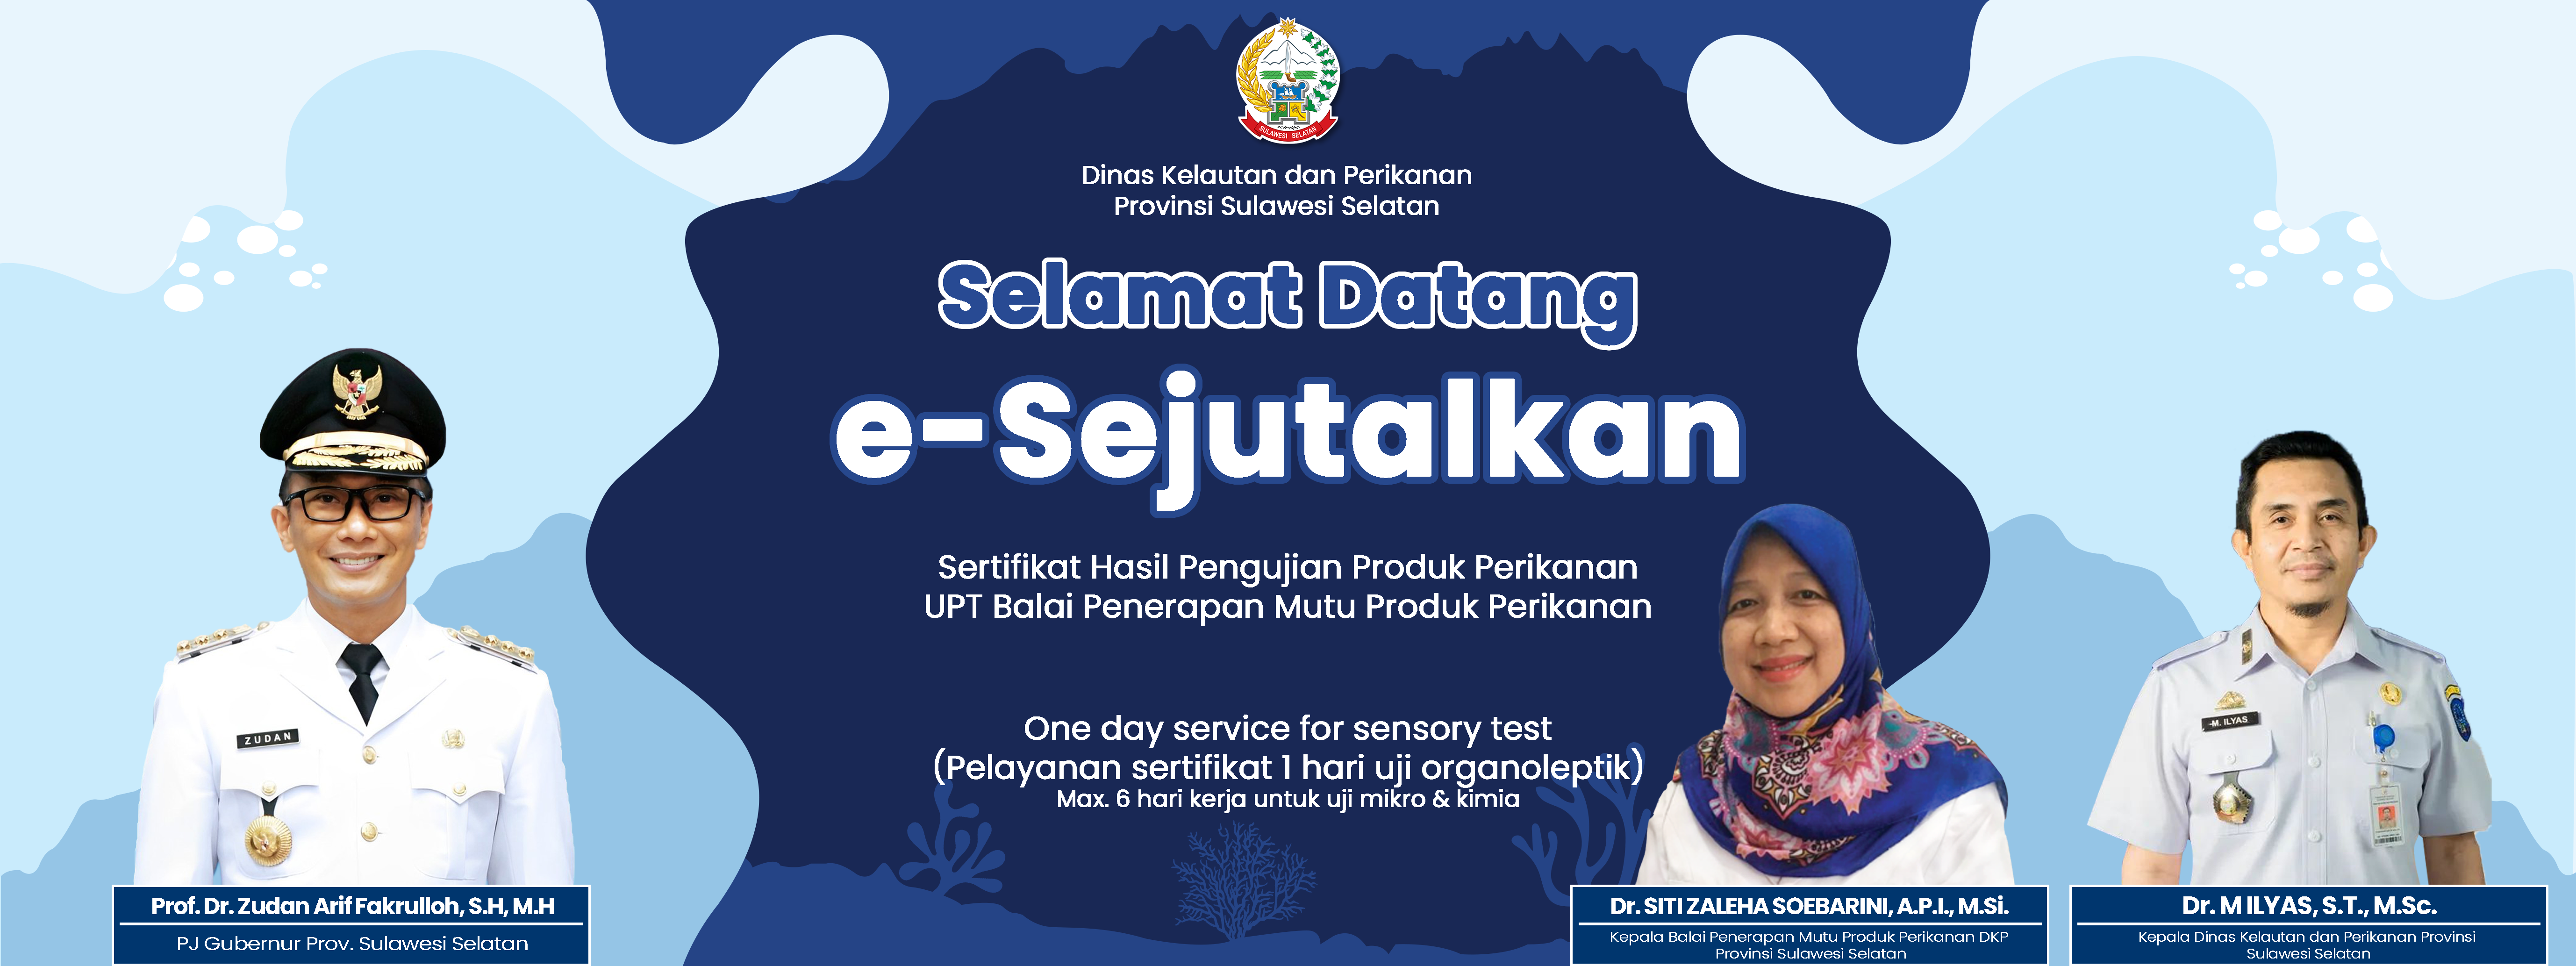 SULAWESI SELATAN
Dinas Kelautan dan Perikanan
Provinsi Sulawesi Selatan
Selamat Datang
e-Sejutalkan
Sertifikat Hasil Pengujian Produk Perikanan
UPT Balai Penerapan Mutu Produk Perikanan
One day service for sensory test
(Pelayanan sertifikat 1 hari uji organoleptik)
Max. 6 hari kerja untuk uji mikro & kimia
ZUDAN
Prof. Dr. Zudan Arif Fakrulloh, S.H, M.H
PJ Gubernur Prov. Sulawesi Selatan
Dr. SITI ZALEHA SOEBARINI, A.P.I., M.Si.
Kepala Balai Penerapan Mutu Produk Perikanan DKP
Provinsi Sulawesi Selatan
M. ILYAS
Dr. M ILYAS, S.T., M.Sc.
Kepala Dinas Kelautan dan Perikanan Provinsi
Sulawesi Selatan